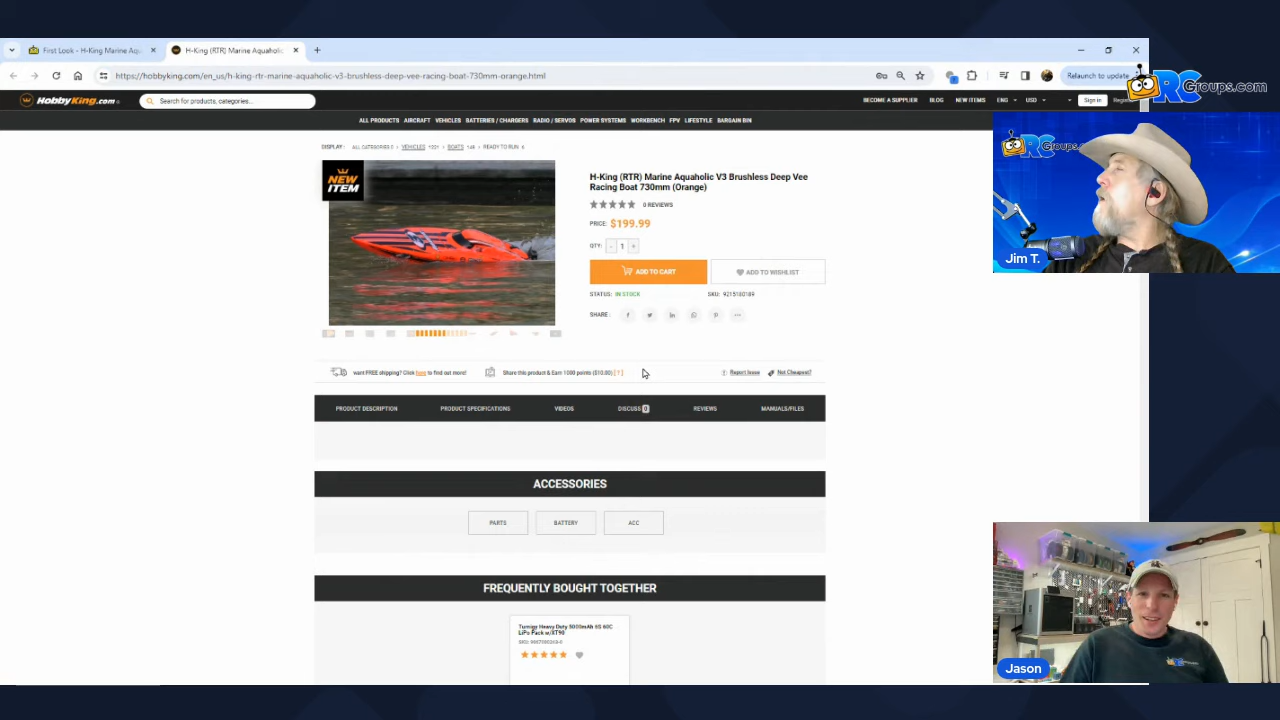 First Look - H-King Marine Aqu
H-King (RTR) Marine Aquaholic
https://hobbyking.com/en_us/h-king-rtr-marine-aquaholic-v3-brushless-deep-vee-racing-boat-730mm-orange.html
Relaunch to update
RCGroups.com
HobbyKing.com
Search for products, categories...
BECOME A SUPPLIER BLOG NEW ITEMS ENG USD Sign in Register
ALL PRODUCTS AIRCRAFT VEHICLES BATTERIES / CHARGERS RADIO / SERVOS POWER SYSTEMS WORKBENCH FPV LIFESTYLE BARGAIN BIN
DISPLAY : ALL CATEGORIES VEHICLES BOATS READY TO RUN
NEW
ITEM
H-King (RTR) Marine Aquaholic V3 Brushless Deep Vee
Racing Boat 730mm (Orange)
0 REVIEWS
PRICE: $199.99
QTY: - 1 +
ADD TO CART
ADD TO WISHLIST
STATUS: IN STOCK
SKU: 9215100189
SHARE :
want FREE shipping? Click here to find out more!
Share this product & Earn 1000 points ($10.00) [ ? ]
Report Issue
Not Cheapest?
PRODUCT DESCRIPTION PRODUCT SPECIFICATIONS VIDEOS DISCUSS 0 REVIEWS MANUALS/FILES
ACCESSORIES
PARTS
BATTERY
ACC
FREQUENTLY BOUGHT TOGETHER
Turnigy Heavy Duty 5000mAh 6S 60C
LiPo Pack w/XT90
RCGroups.com
Jim T.
Jason